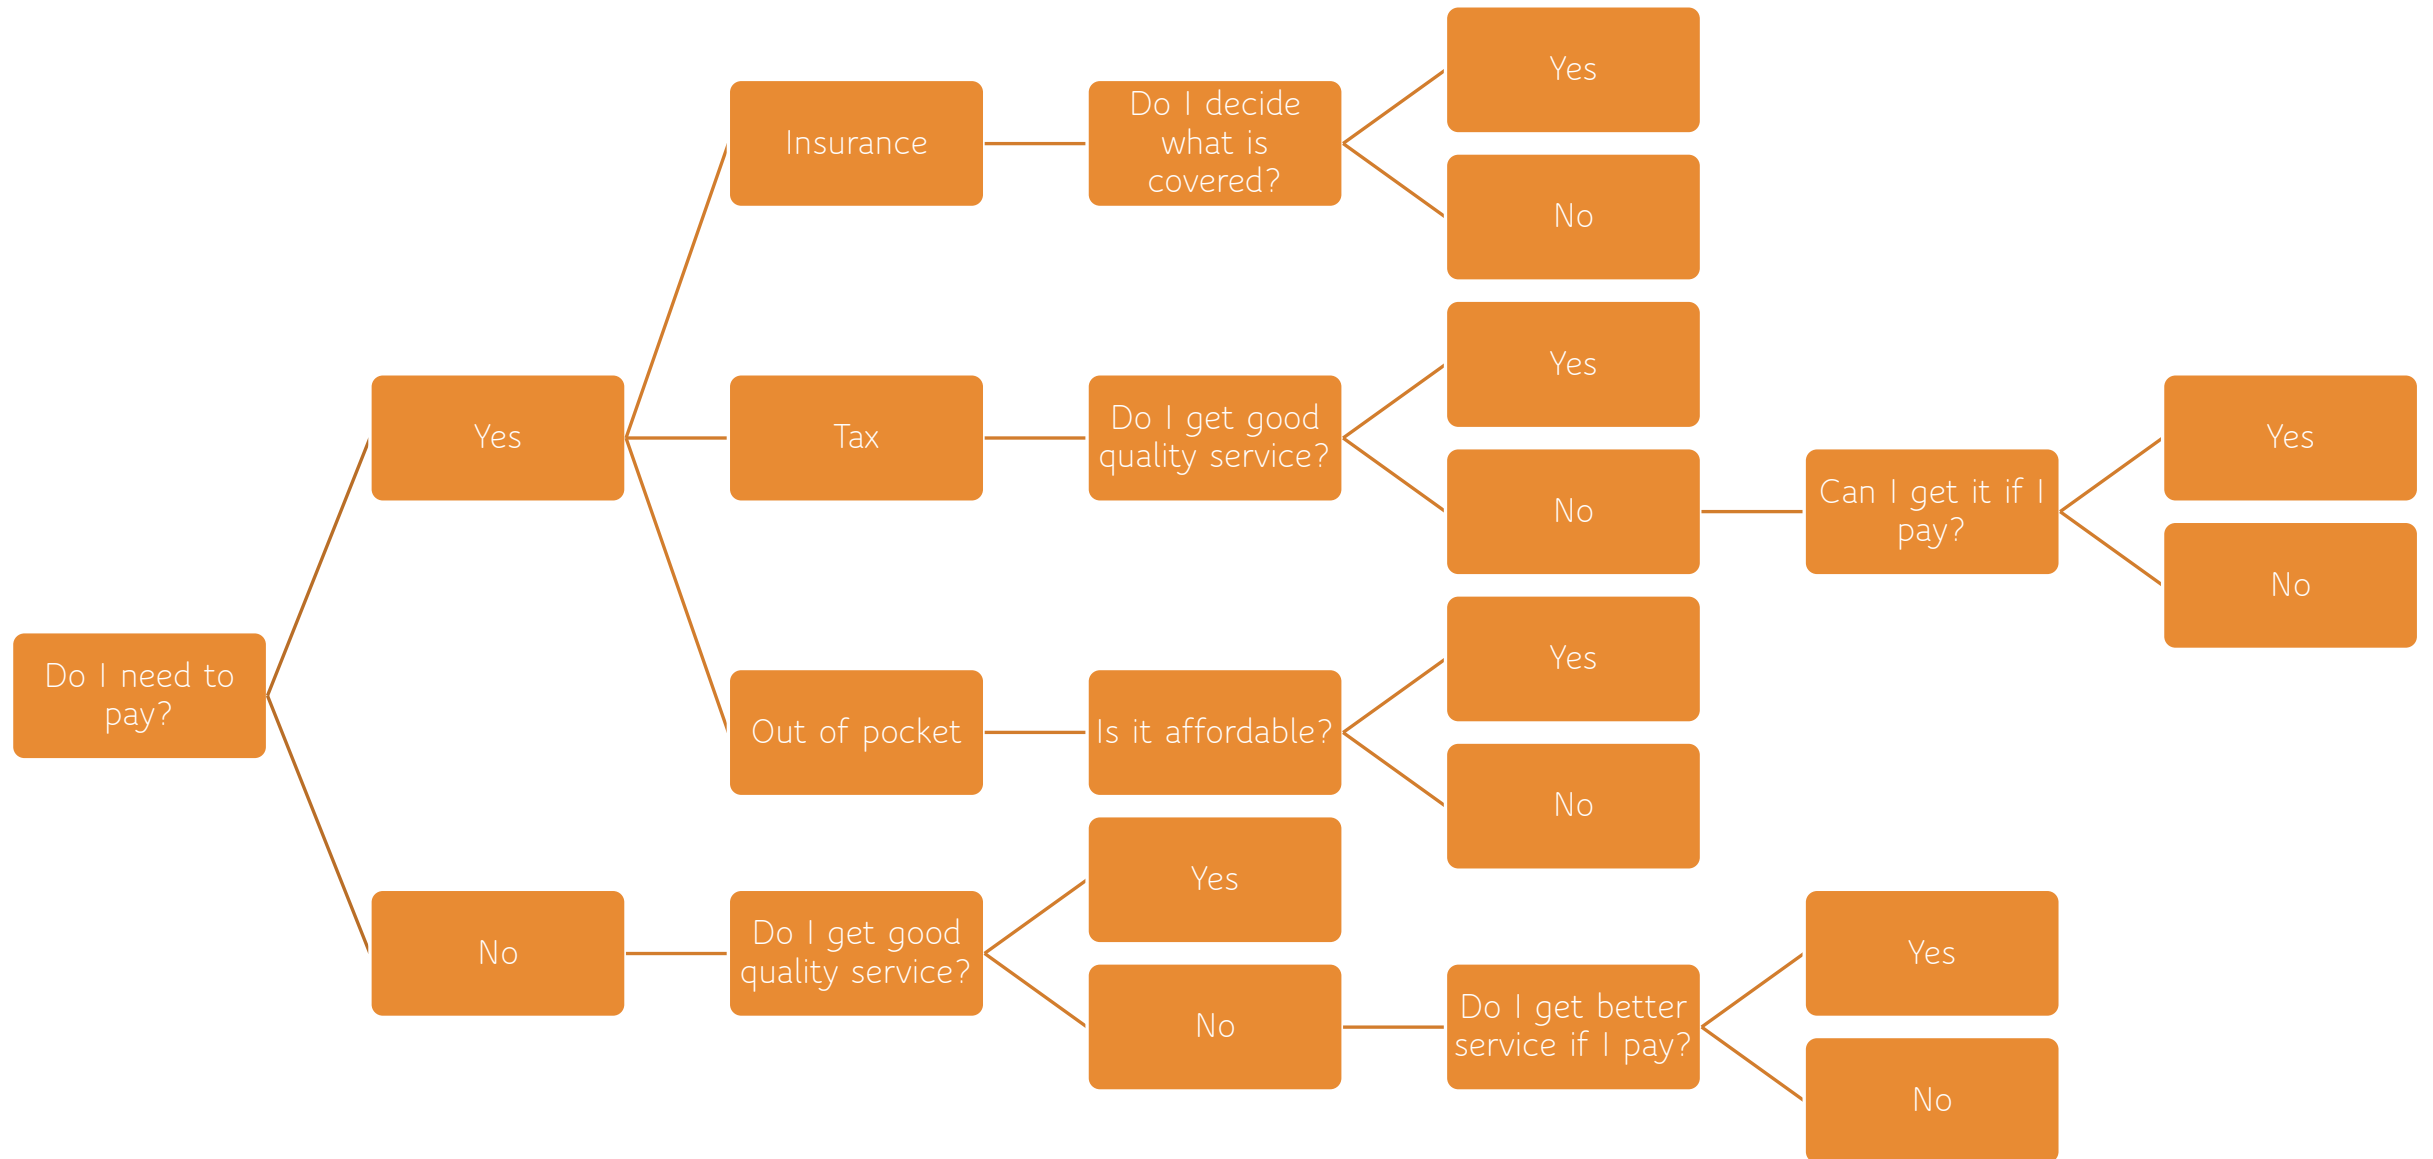 Do I need to
pay?
Yes
Insurance
Do I decide
what is
covered?
Yes
No
Tax
Do I get good
quality service?
Yes
No
Can I get it if I
pay?
Yes
No
Out of pocket
Is it affordable?
Yes
No
No
Do I get good
quality service?
Yes
No
Do I get better
service if I pay?
Yes
No